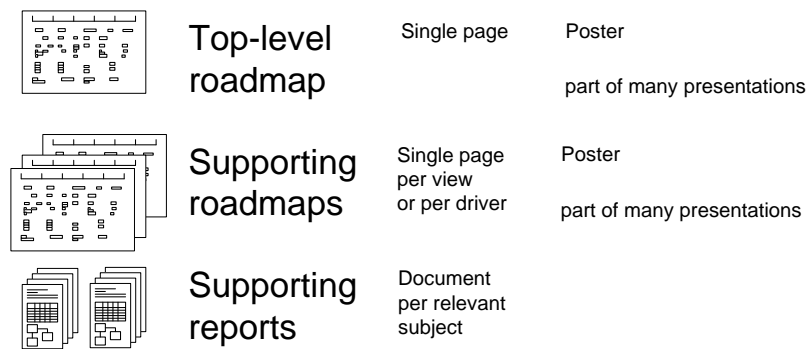 Top-level
roadmap
Single page
Poster
part of many presentations
Supporting
roadmaps
Single page
per view
or per driver
Poster
part of many presentations
Supporting
reports
Document
per relevant
subject